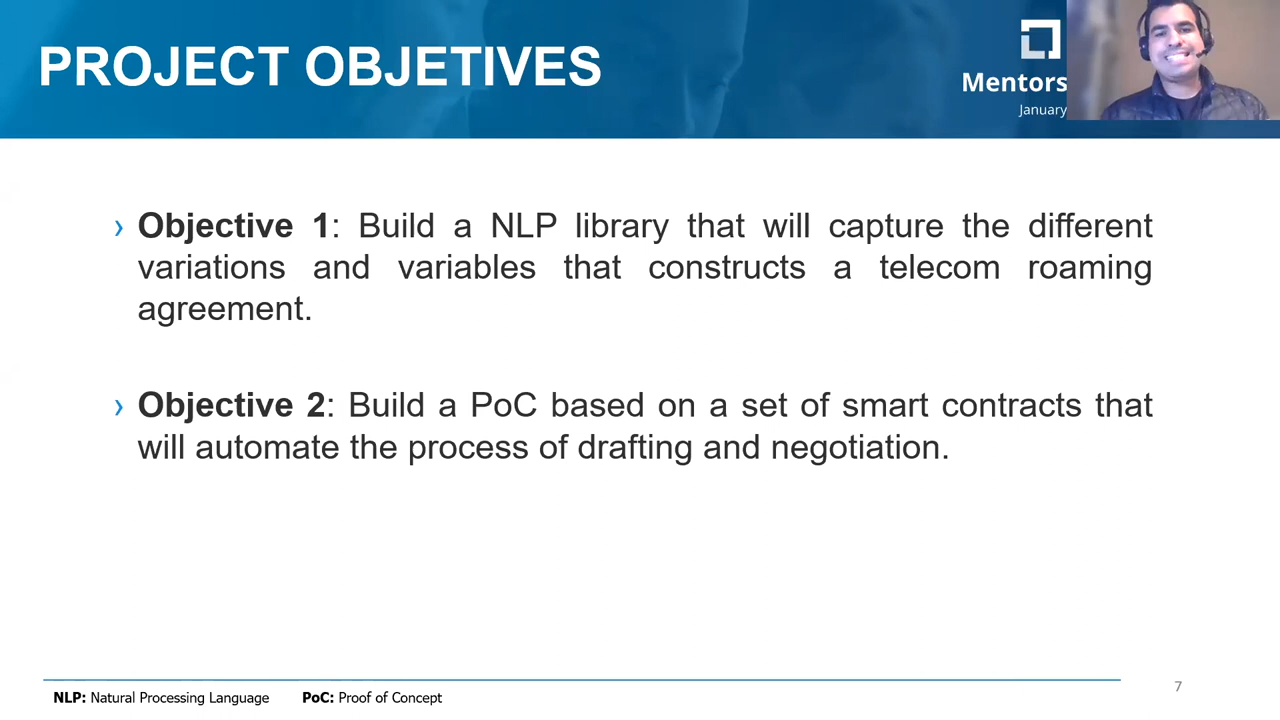 PROJECT OBJETIVES
Mentors
January
› Objective 1: Build a NLP library that will capture the different
variations and variables that constructs a telecom roaming
agreement.
› Objective 2: Build a PoC based on a set of smart contracts that
will automate the process of drafting and negotiation.
NLP: Natural Processing Language PoC: Proof of Concept
7